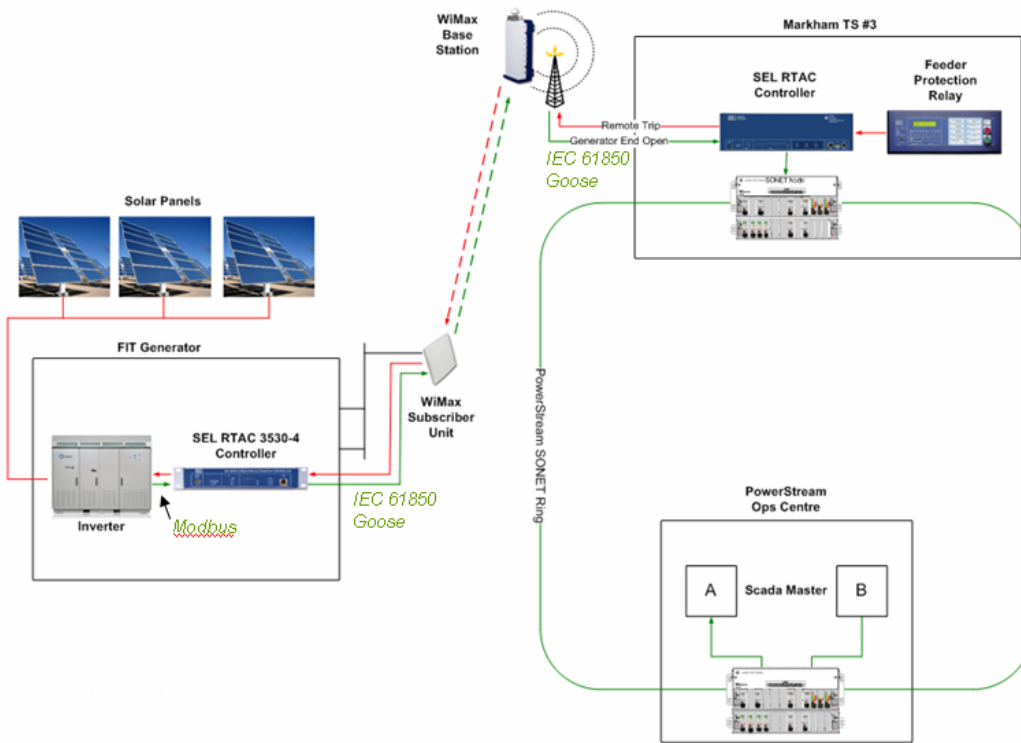 WiMax
Base
Station
Markham TS #3
SEL RTAC
Controller
Feeder
Protection
Relay
Remote Trip
Generator End Open
IEC 61850
Goose
SONET Node
Solar Panels
FIT Generator
WiMax
Subscriber
Unit
SEL RTAC 3530-4
Controller
Inverter
Modbus
IEC 61850
Goose
PowerStream SONET Ring
PowerStream
Ops Centre
A
Scada Master
B